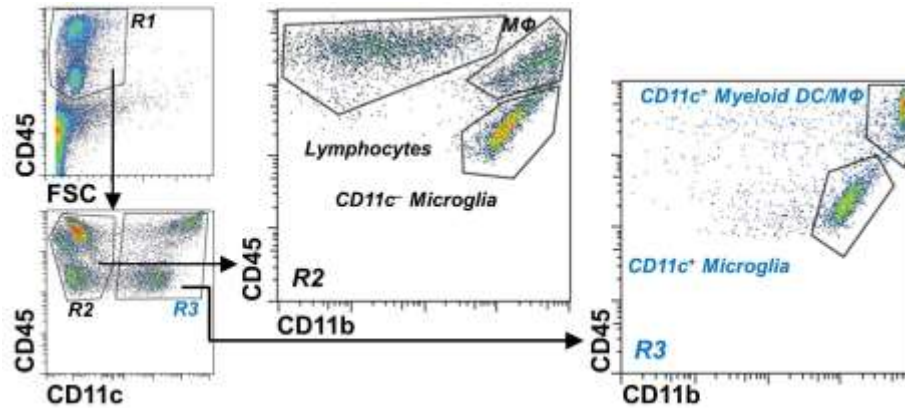 R1
CD45
FSC
CD45
R2
R3
CD11c
MΦ
Lymphocytes
CD11c⁻ Microglia
CD45
R2
CD11b
CD11c⁺ Myeloid DC/MΦ
CD11c⁺ Microglia
CD45
R3
CD11b